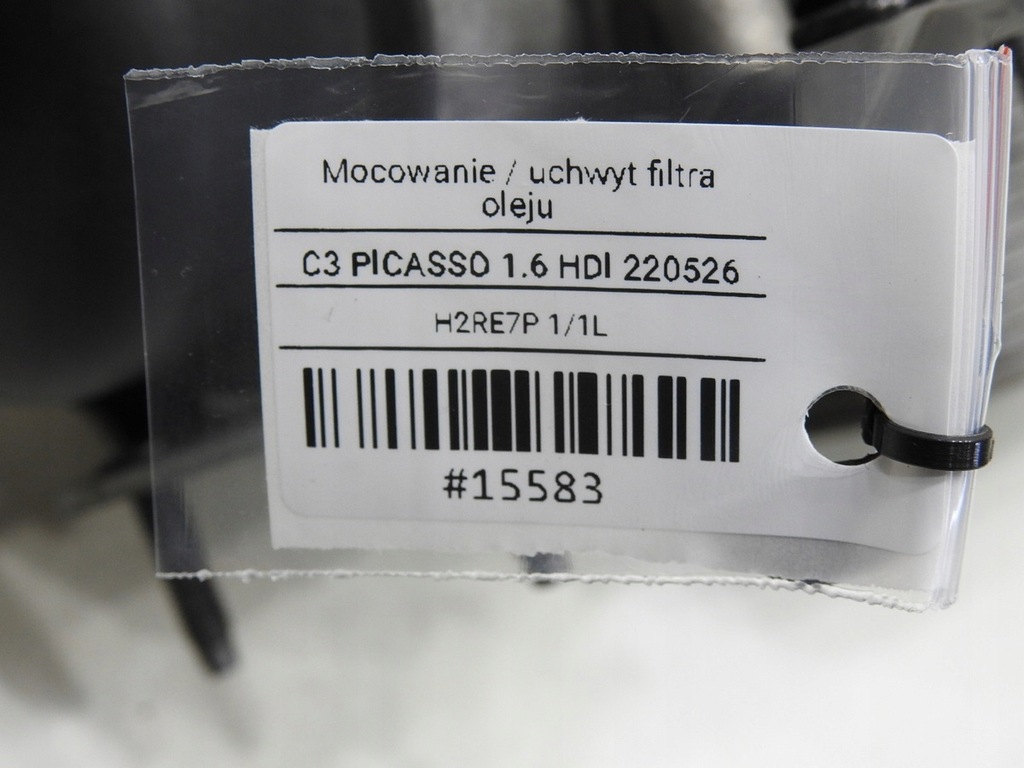 Mocowanie / uchwyt filtra
oleju
C3 PICASSO 1.6 HDI 220526
H2RE7P 1/1L
#15583